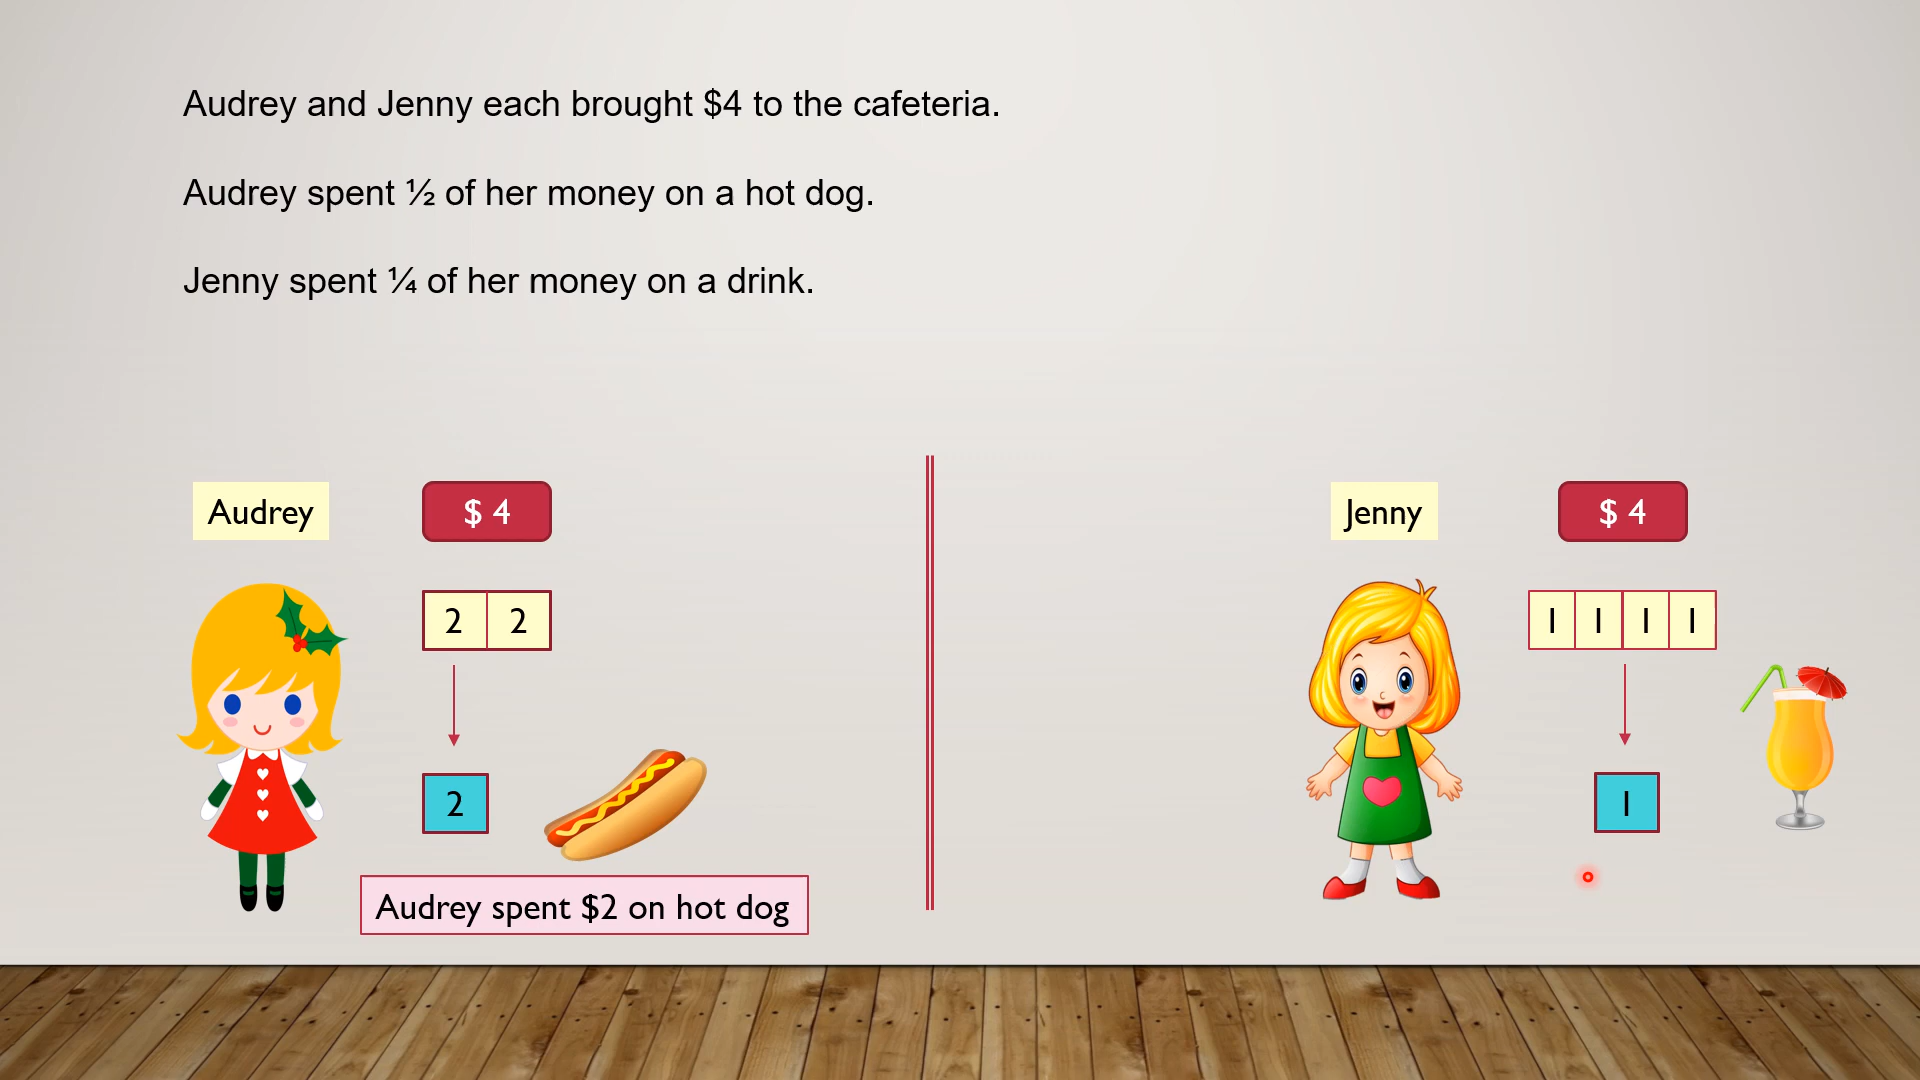 Audrey and Jenny each brought $4 to the cafeteria.
Audrey spent ½ of her money on a hot dog.
Jenny spent ¼ of her money on a drink.
Audrey
$ 4
2 2
2
Audrey spent $2 on hot dog
Jenny
$ 4
1 1 1 1
1